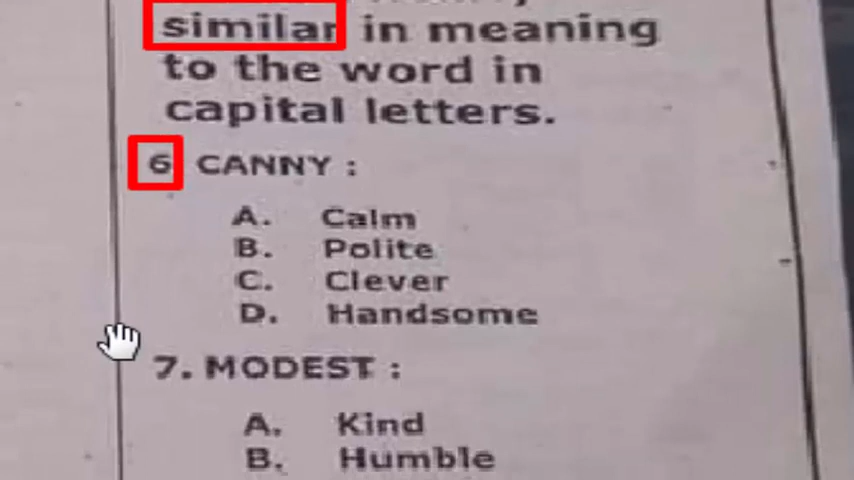 similar in meaning
to the word in
capital letters.
6 CANNY :
A. Calm
B. Polite
C. Clever
D. Handsome
7. MODEST :
A. Kind
B. Humble